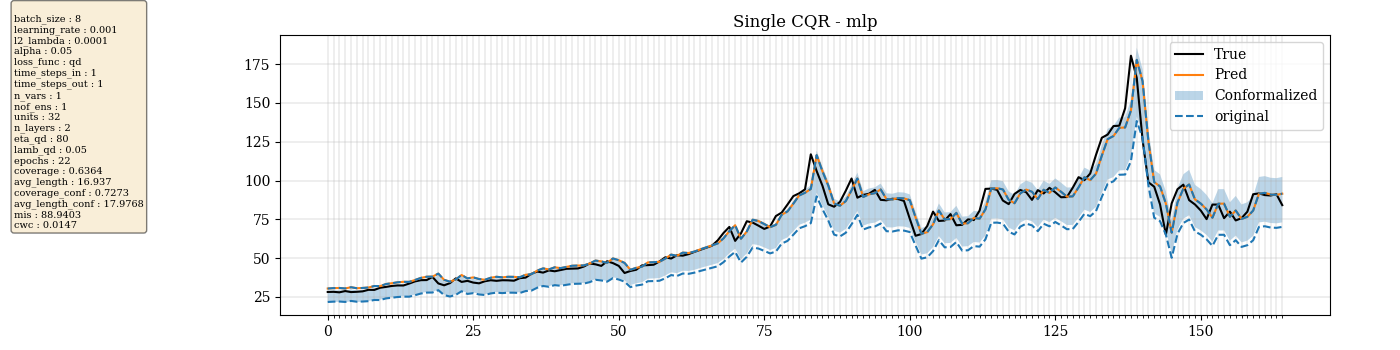 batch_size : 8
learning_rate : 0.001
l2_lambda : 0.0001
alpha : 0.05
loss_func : qd
time_steps_in : 1
time_steps_out : 1
n_vars : 1
nof_ens : 1
units : 32
n_layers : 2
eta_qd : 80
lamb_qd : 0.05
epochs : 22
coverage : 0.6364
avg_length : 16.937
coverage_conf : 0.7273
avg_length_conf : 17.9768
mis : 88.9403
cwc : 0.0147
Single CQR - mlp
175
150
125
100
75
50
25
0 25 50 75 100 125 150
True
Pred
Conformalized
original